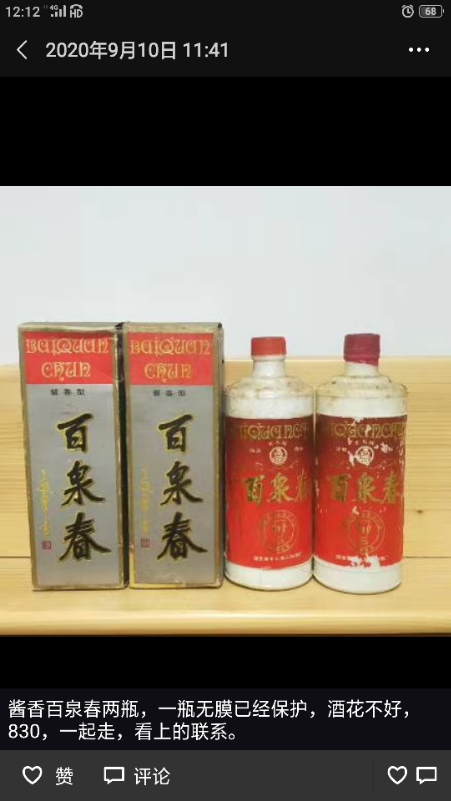 12:12 4G HD 68
2020年9月10日 11:41
BAIQUAN
CHUN
酱香型
百泉春
BAIQUAN
CHUN
酱香型
百泉春
百泉春
百泉春
酱香百泉春两瓶，一瓶无膜已经保护，酒花不好，
830，一起走，看上的联系。
赞 评论